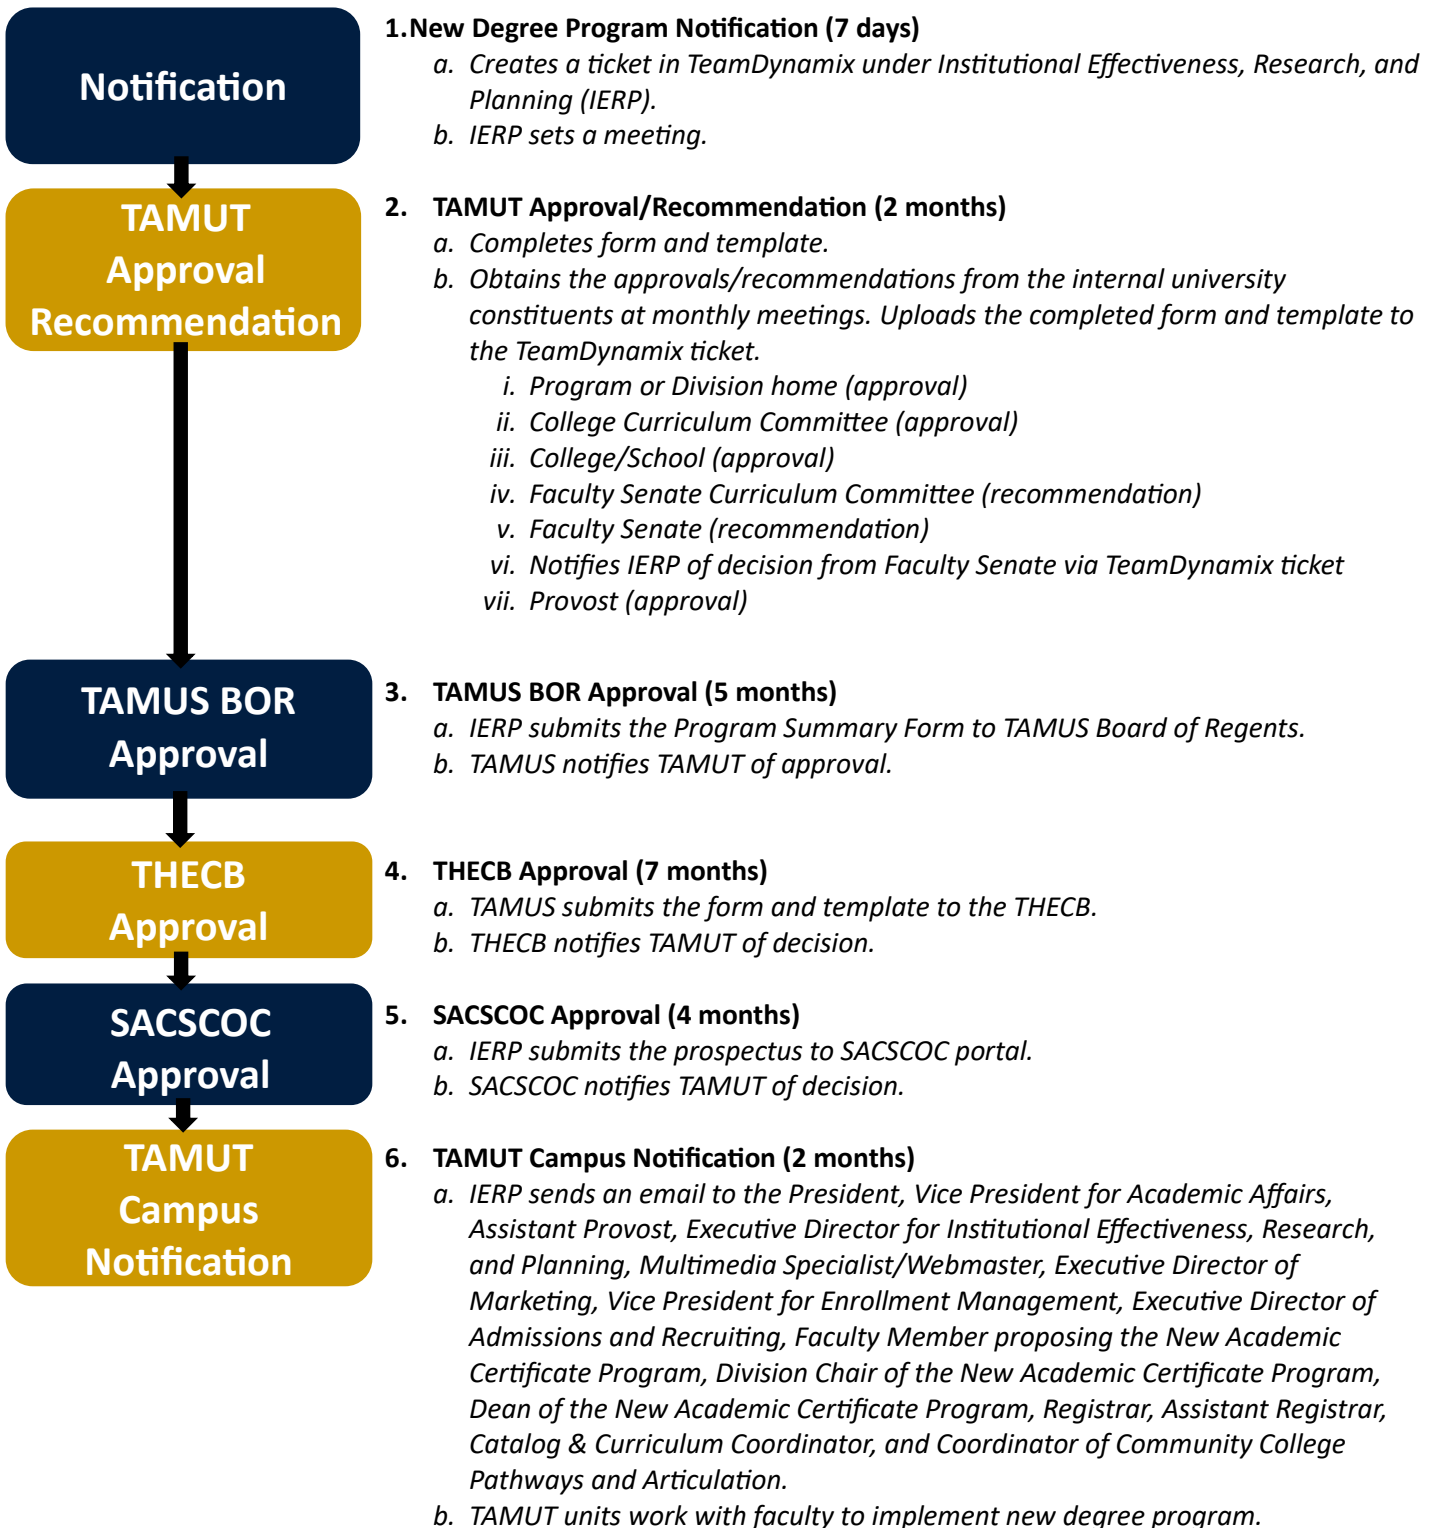 Notification
1.New Degree Program Notification (7 days)
a. Creates a ticket in TeamDynamix under Institutional Effectiveness, Research, and
Planning (IERP).
b. IERP sets a meeting.
TAMUT
Approval
Recommendation
2. TAMUT Approval/Recommendation (2 months)
a. Completes form and template.
b. Obtains the approvals/recommendations from the internal university
constituents at monthly meetings. Uploads the completed form and template to
the TeamDynamix ticket.
i. Program or Division home (approval)
ii. College Curriculum Committee (approval)
iii. College/School (approval)
iv. Faculty Senate Curriculum Committee (recommendation)
v. Faculty Senate (recommendation)
vi. Notifies IERP of decision from Faculty Senate via TeamDynamix ticket
vii. Provost (approval)
TAMUS BOR
Approval
3. TAMUS BOR Approval (5 months)
a. IERP submits the Program Summary Form to TAMUS Board of Regents.
b. TAMUS notifies TAMUT of approval.
THECB
Approval
4. THECB Approval (7 months)
a. TAMUS submits the form and template to the THECB.
b. THECB notifies TAMUT of decision.
SACSCOC
Approval
5. SACSCOC Approval (4 months)
a. IERP submits the prospectus to SACSCOC portal.
b. SACSCOC notifies TAMUT of decision.
TAMUT
Campus
Notification
6. TAMUT Campus Notification (2 months)
a. IERP sends an email to the President, Vice President for Academic Affairs,
Assistant Provost, Executive Director for Institutional Effectiveness, Research,
and Planning, Multimedia Specialist/Webmaster, Executive Director of
Marketing, Vice President for Enrollment Management, Executive Director of
Admissions and Recruiting, Faculty Member proposing the New Academic
Certificate Program, Division Chair of the New Academic Certificate Program,
Dean of the New Academic Certificate Program, Registrar, Assistant Registrar,
Catalog & Curriculum Coordinator, and Coordinator of Community College
Pathways and Articulation.
b. TAMUT units work with faculty to implement new degree program.